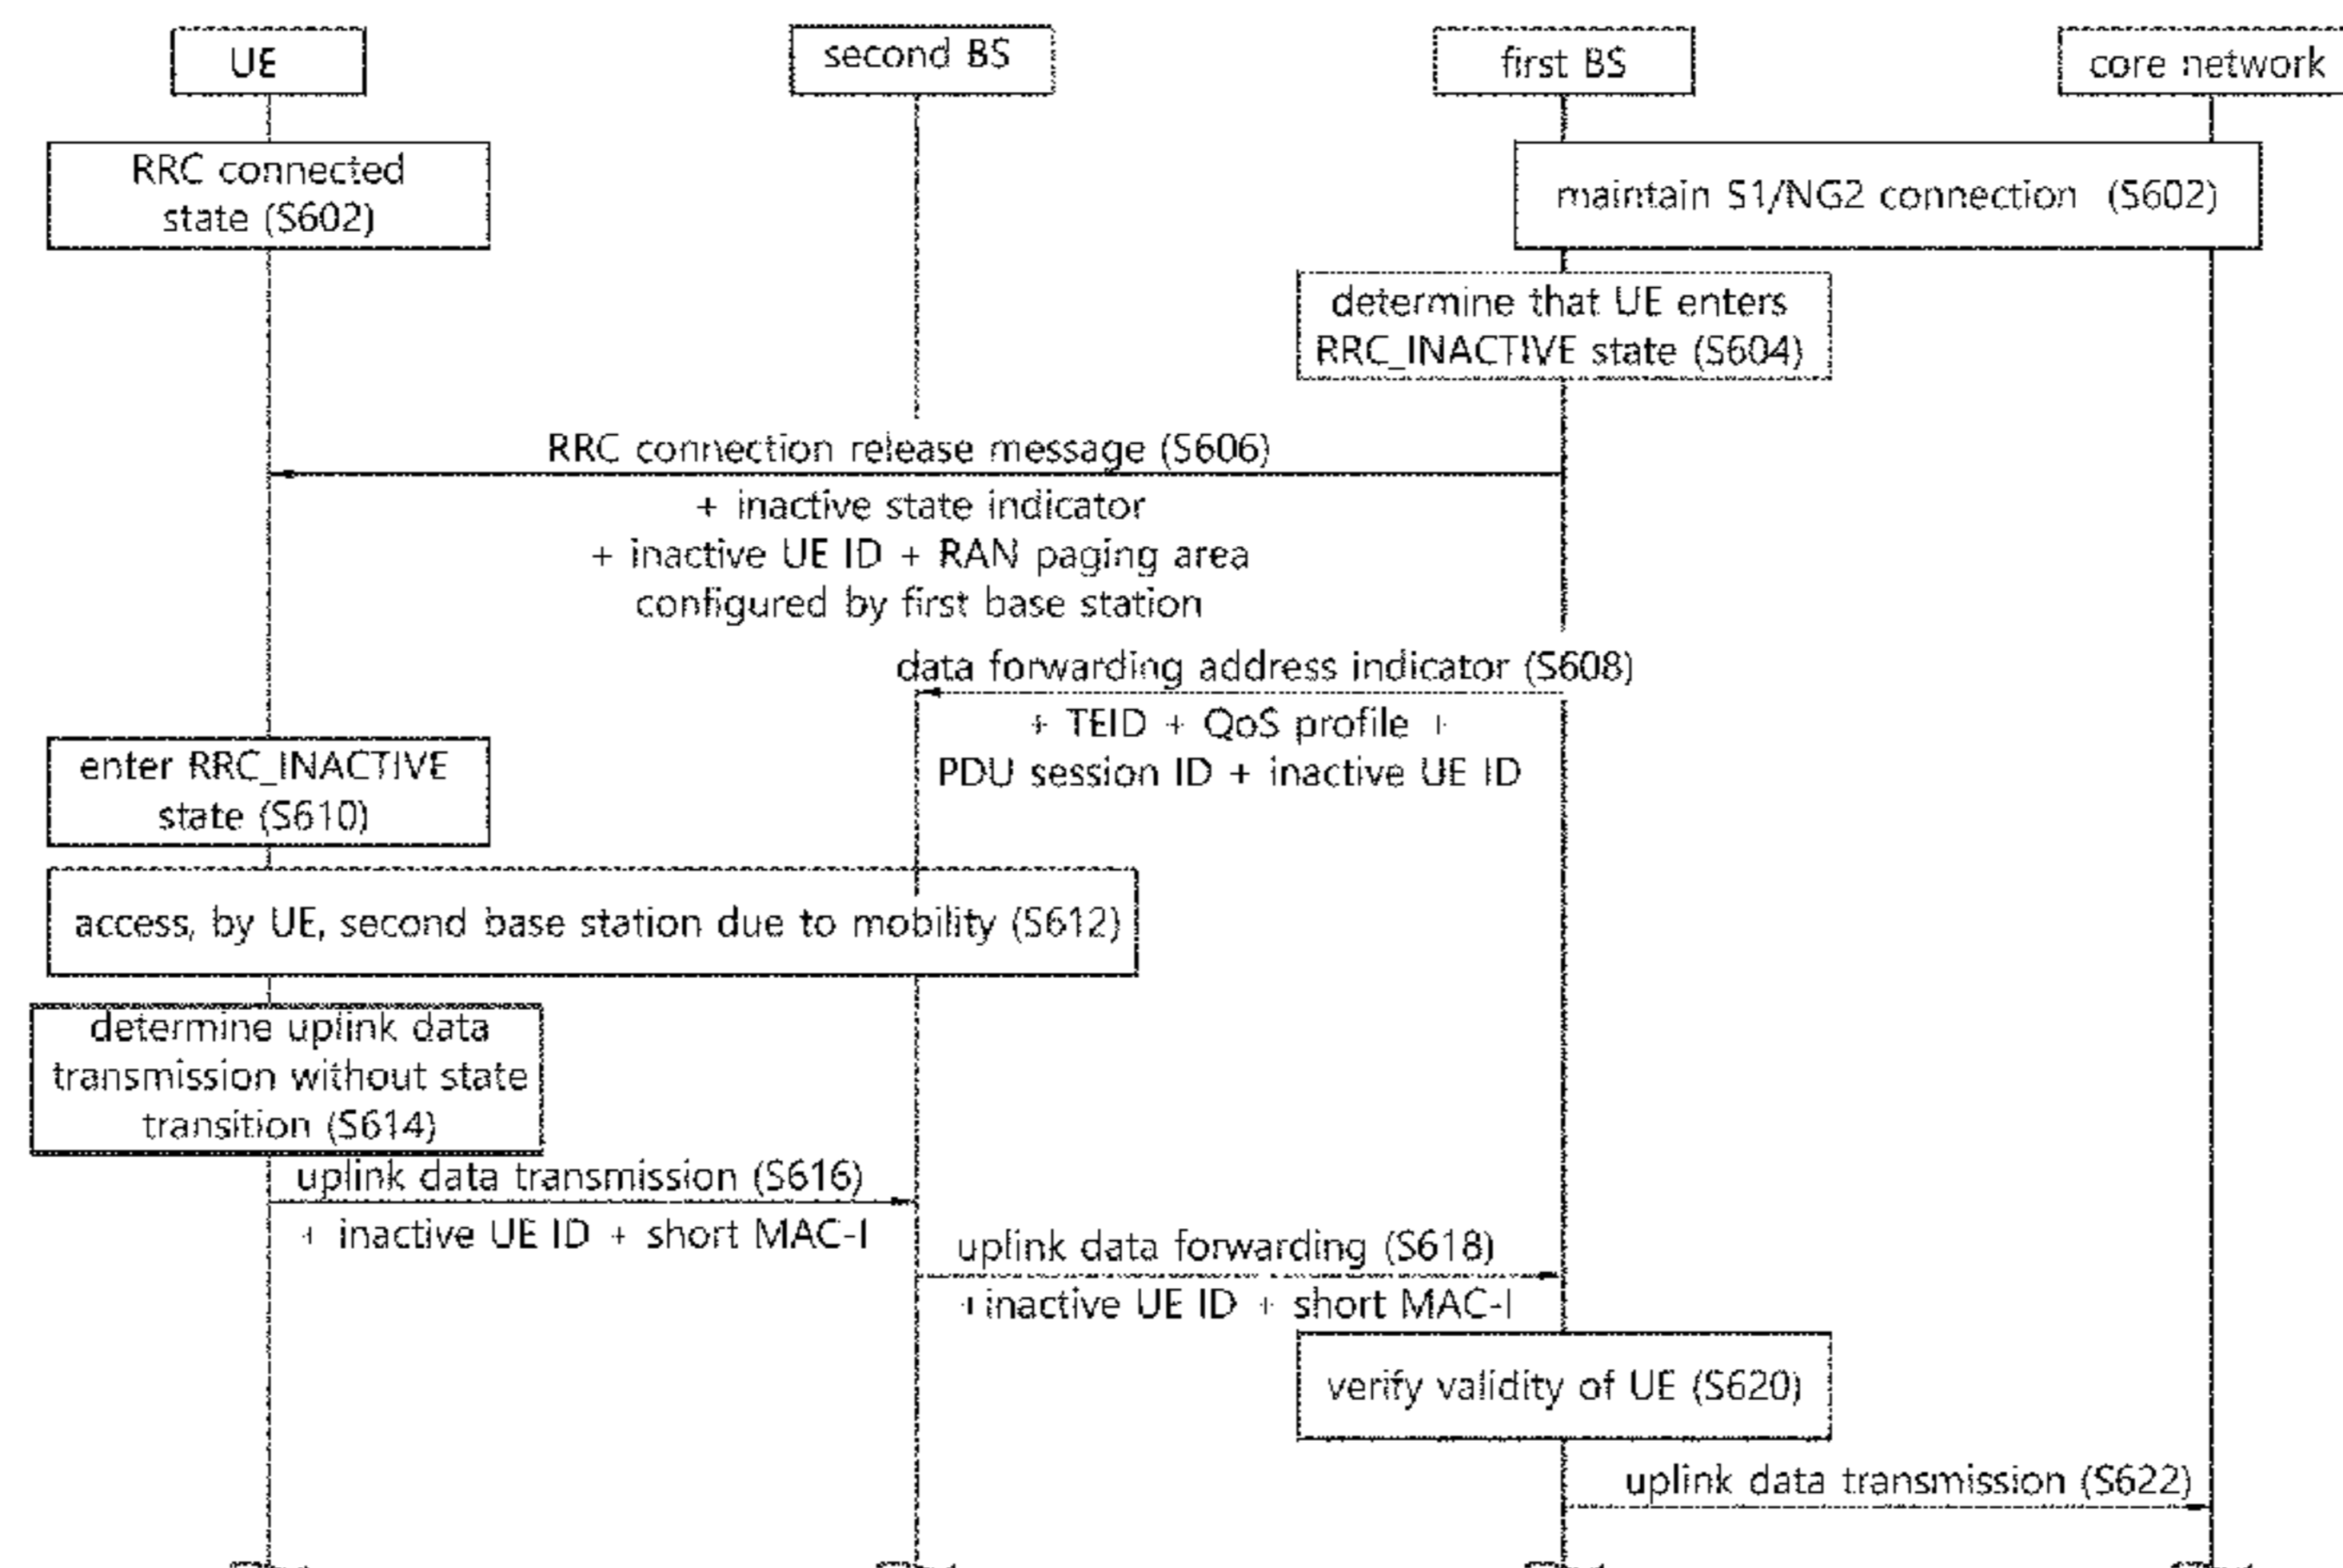 UE
second BS
first BS
core network
RRC connected
state (S602)
maintain S1/NG2 connection (S602)
determine that UE enters
RRC_INACTIVE state (S604)
RRC connection release message (S606)
+ inactive state indicator
+ inactive UE ID + RAN paging area
configured by first base station
data forwarding address indicator (S608)
+ TEID + QoS profile +
PDU session ID + inactive UE ID
enter RRC_INACTIVE
state (S610)
access, by UE, second base station due to mobility (S612)
determine uplink data
transmission without state
transition (S614)
uplink data transmission (S616)
+ inactive UE ID + short MAC-I
uplink data forwarding (S618)
+inactive UE ID + short MAC-I
verify validity of UE (S620)
uplink data transmission (S622)